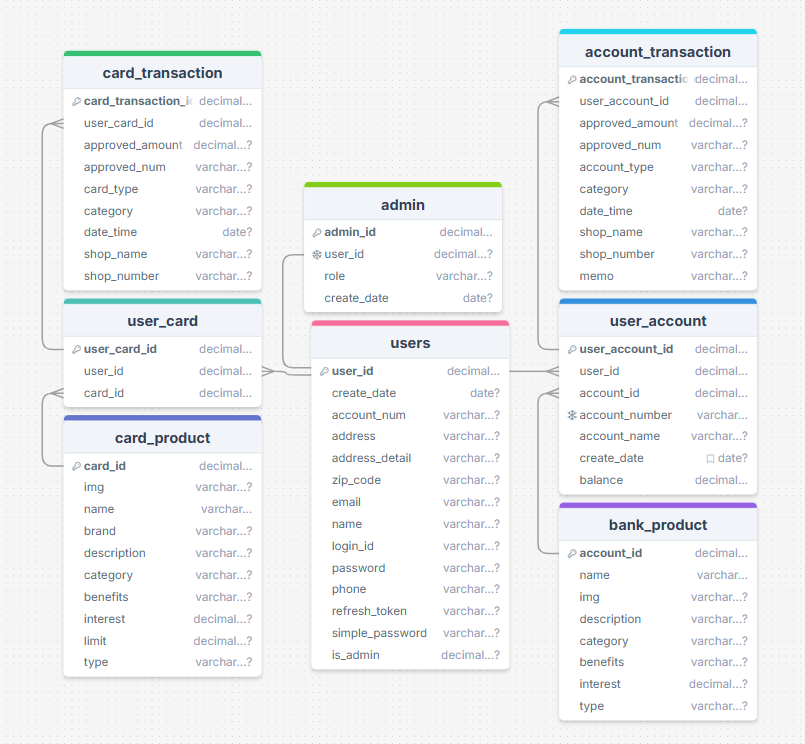 card_transaction
card_transaction_i decimal...
user_card_id decimal...
approved_amount decimal...?
approved_num varchar...?
card_type varchar...?
category varchar...?
date_time date?
shop_name varchar...?
shop_number varchar...?
user_card
user_card_id decimal...
user_id decimal...
card_id decimal...
card_product
card_id decimal...
img varchar...?
name varchar...
brand varchar...?
description varchar...?
category varchar...?
benefits varchar...?
interest decimal...?
limit decimal...?
type varchar...?
admin
admin_id decimal...
user_id decimal...?
role varchar...?
create_date date?
users
user_id decimal...
create_date date?
account_num varchar...?
address varchar...?
address_detail varchar...?
zip_code varchar...?
email varchar...?
name varchar...?
login_id varchar...?
password varchar...?
phone varchar...?
refresh_token varchar...?
simple_password varchar...?
is_admin decimal...?
account_transaction
account_transactio decimal...
user_account_id decimal...
approved_amount decimal...?
approved_num varchar...?
account_type varchar...?
category varchar...?
date_time date?
shop_name varchar...?
shop_number varchar...?
memo varchar...?
user_account
user_account_id decimal...
user_id decimal...
account_id decimal...
account_number varchar...
account_name varchar...?
create_date date?
balance decimal...
bank_product
account_id decimal...
name varchar...
img varchar...?
description varchar...?
category varchar...?
benefits varchar...?
interest decimal...?
type varchar...?